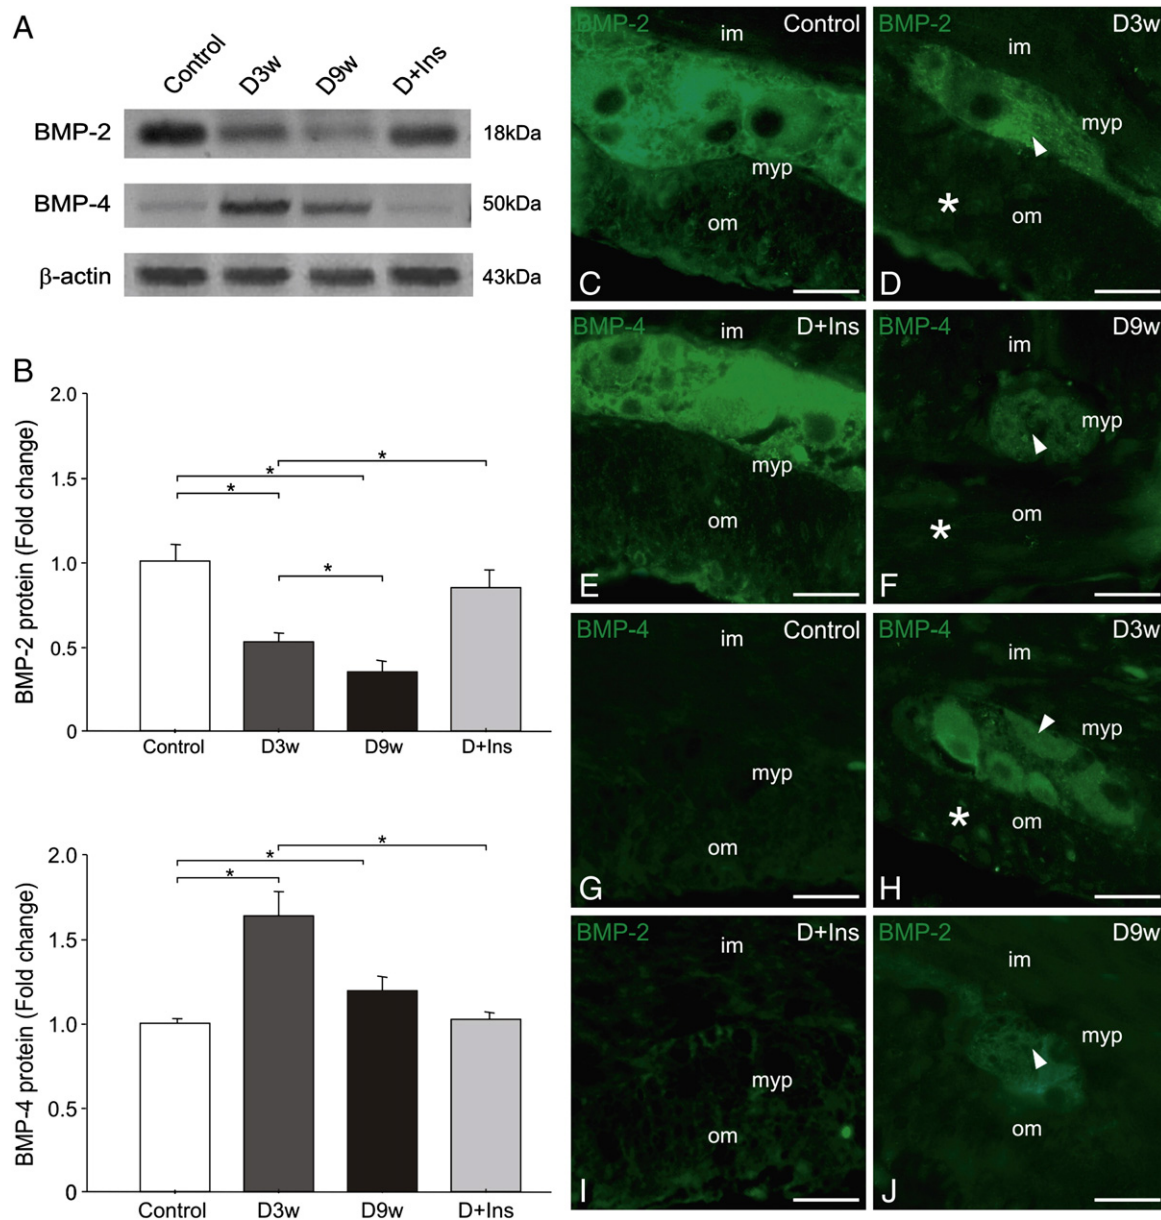 A
Control D3w D9w D+Ins
BMP-2 18kDa
BMP-4 50kDa
β-actin 43kDa
B
BMP-2 protein (Fold change)
2.0
1.5
1.0
0.5
0
* * *
*
Control D3w D9w D+Ins
BMP-4 protein (Fold change)
2.0
1.5
1.0
0.5
0
* * *
Control D3w D9w D+Ins
BMP-2 Control
im
myp
om
C
BMP-2 D3w
im
myp
* om
D
BMP-4 D+Ins
im
myp
om
E
BMP-4 D9w
im
myp
om
*
F
BMP-4 Control
im
myp
om
G
BMP-4 D3w
im
myp
* om
H
BMP-2 D+Ins
im
myp
om
I
BMP-2 D9w
im
myp
om
J